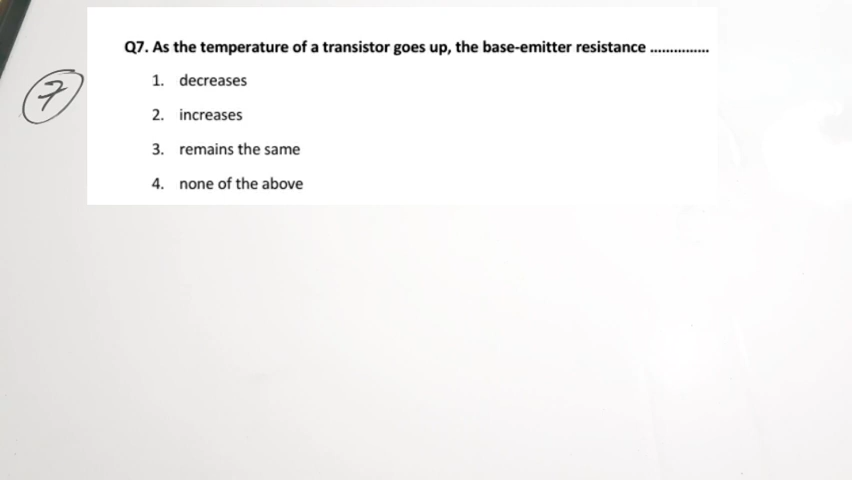 Q7. As the temperature of a transistor goes up, the base-emitter resistance ...............
7
1. decreases
2. increases
3. remains the same
4. none of the above